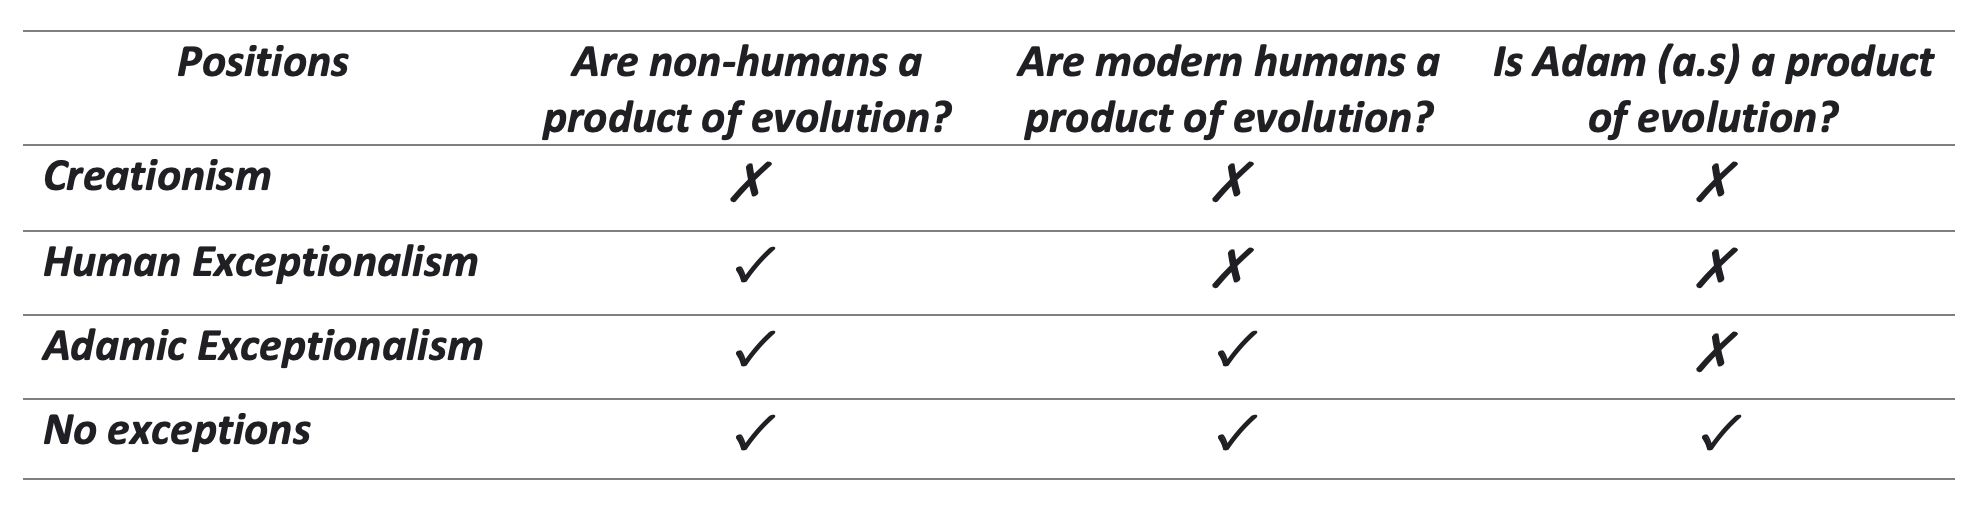 Positions Are non-humans a Are modern humans a Is Adam (a.s) a product
product of evolution? product of evolution? of evolution?
Creationism ✗ ✗ ✗
Human Exceptionalism ✓ ✗ ✗
Adamic Exceptionalism ✓ ✓ ✗
No exceptions ✓ ✓ ✓